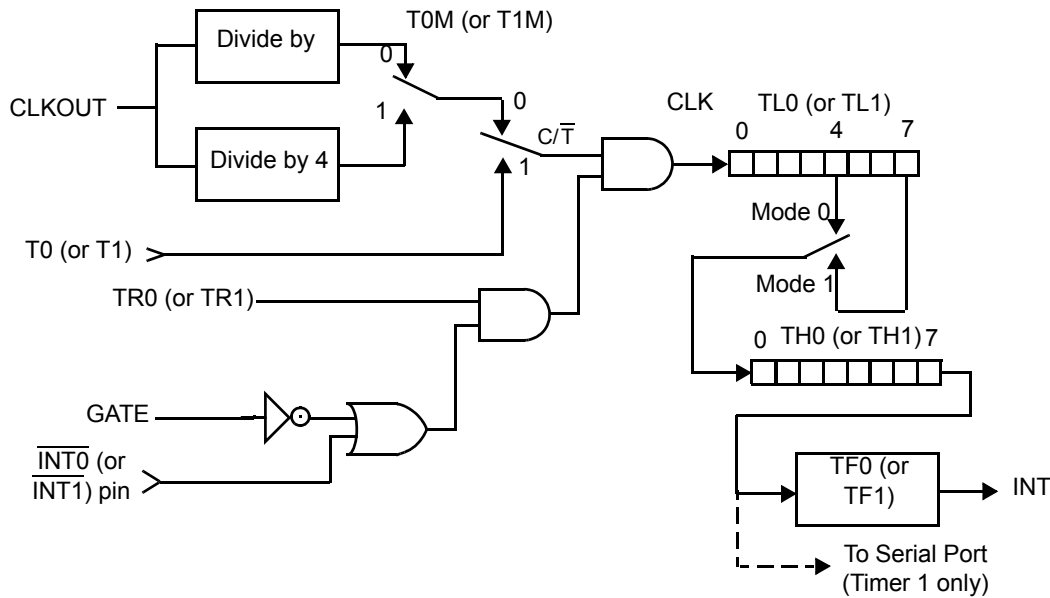 T0M (or T1M)
Divide by
0
CLKOUT
1
Divide by 4
0
C/T̅
1
CLK
TL0 (or TL1)
0 4 7
T0 (or T1)
Mode 0
Mode 1
TR0 (or TR1)
0 TH0 (or TH1) 7
GATE
I̅N̅T̅0̅ (or
I̅N̅T̅1̅) pin
TF0 (or
TF1)
INT
To Serial Port
(Timer 1 only)